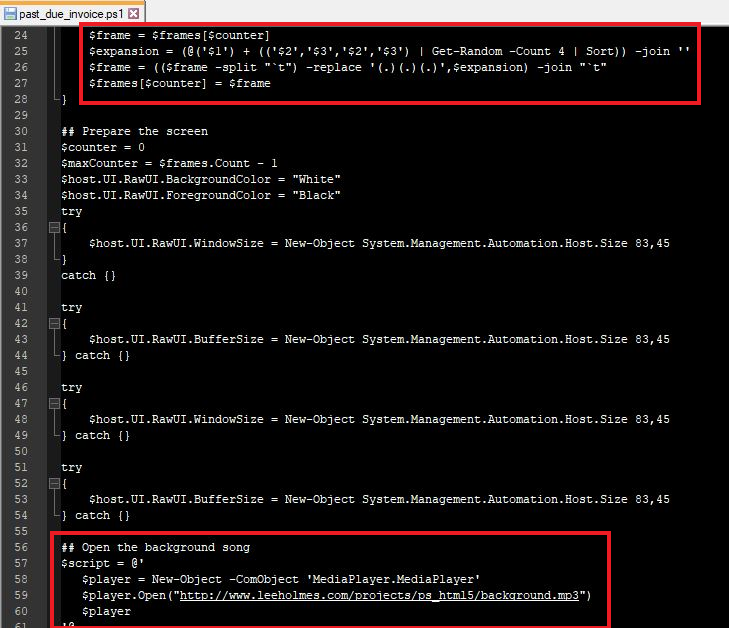 past_due_invoice.ps1
24 $frame = $frames[$counter]
25 $expansion = (@('$1') + (('$2','$3','$2','$3') | Get-Random -Count 4 | Sort)) -join ''
26 $frame = (($frame -split "`t") -replace '(.)(.)(.)',$expansion) -join "`t"
27 $frames[$counter] = $frame
28 }
29
30 ## Prepare the screen
31 $counter = 0
32 $maxCounter = $frames.Count - 1
33 $host.UI.RawUI.BackgroundColor = "White"
34 $host.UI.RawUI.ForegroundColor = "Black"
35 try
36 {
37 $host.UI.RawUI.WindowSize = New-Object System.Management.Automation.Host.Size 83,45
38 }
39 catch {}
40
41 try
42 {
43 $host.UI.RawUI.BufferSize = New-Object System.Management.Automation.Host.Size 83,45
44 } catch {}
45
46 try
47 {
48 $host.UI.RawUI.WindowSize = New-Object System.Management.Automation.Host.Size 83,45
49 } catch {}
50
51 try
52 {
53 $host.UI.RawUI.BufferSize = New-Object System.Management.Automation.Host.Size 83,45
54 } catch {}
55
56 ## Open the background song
57 $script = @'
58 $player = New-Object -ComObject 'MediaPlayer.MediaPlayer'
59 $player.Open("http://www.leeholmes.com/projects/ps_html5/background.mp3")
60 $player
61 '@